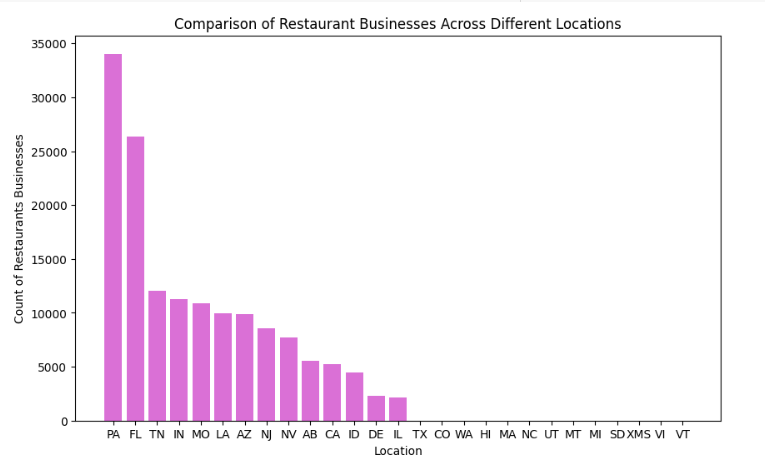 Comparison of Restaurant Businesses Across Different Locations
Count of Restaurants Businesses
35000
30000
25000
20000
15000
10000
5000
0
PA FL TN IN MO LA AZ NJ NV AB CA ID DE IL TX CO WA HI MA NC UT MT MI SD XMS VI VT
Location